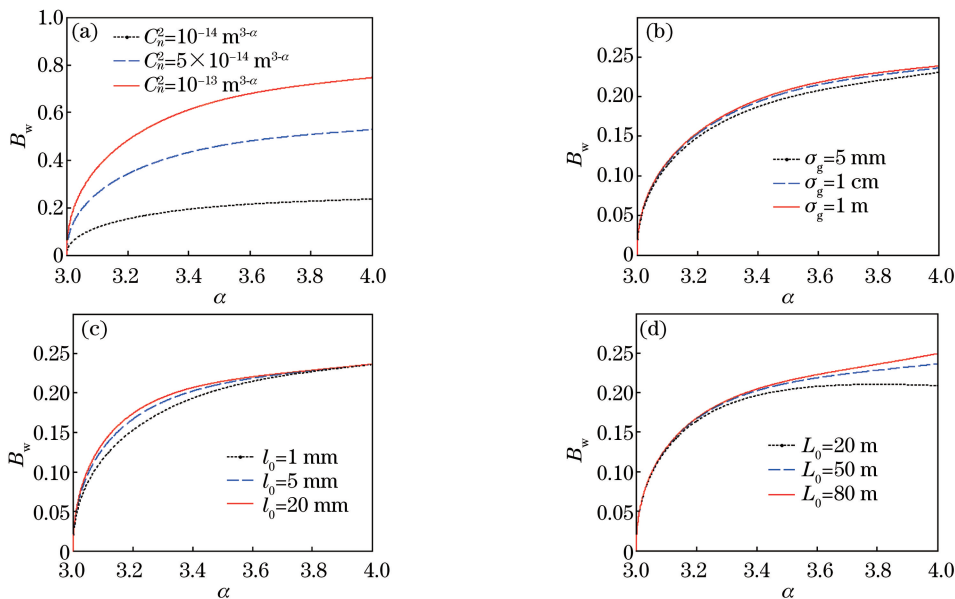 (a)
C_n^2=10^{-14} m^{3-α}
C_n^2=5×10^{-14} m^{3-α}
C_n^2=10^{-13} m^{3-α}
1.0
0.8
0.6
0.4
0.2
0
B_w
3.0 3.2 3.4 3.6 3.8 4.0
α
(b)
σ_g=5 mm
σ_g=1 cm
σ_g=1 m
0.25
0.20
0.15
0.10
0.05
0
B_w
3.0 3.2 3.4 3.6 3.8 4.0
α
(c)
l_0=1 mm
l_0=5 mm
l_0=20 mm
0.25
0.20
0.15
0.10
0.05
0
B_w
3.0 3.2 3.4 3.6 3.8 4.0
α
(d)
L_0=20 m
L_0=50 m
L_0=80 m
0.25
0.20
0.15
0.10
0.05
0
B_w
3.0 3.2 3.4 3.6 3.8 4.0
α